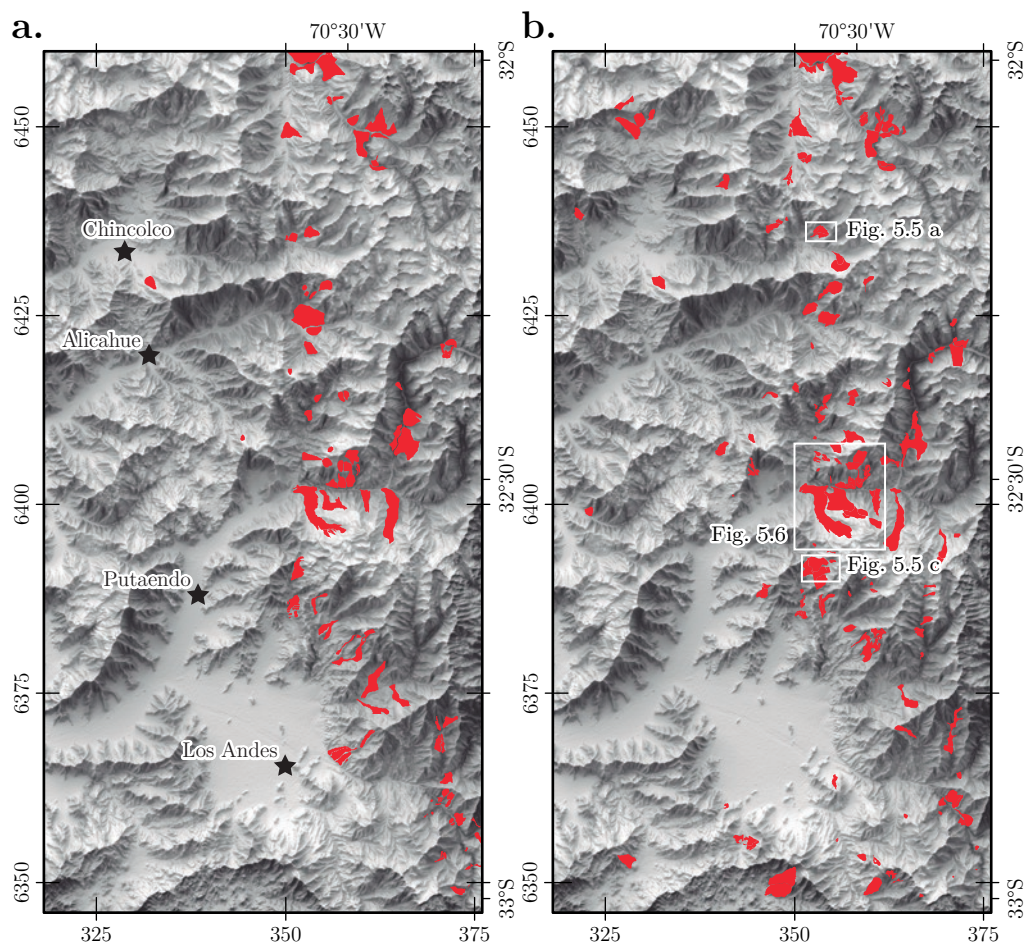 a.
70°30'W
32°S
6450
6425
6400
6375
6350
Chincolco
Alicahue
Putaendo
Los Andes
32°30'S
33°S
325
350
375
b.
70°30'W
32°S
6450
6425
6400
6375
6350
Fig. 5.5 a
Fig. 5.6
Fig. 5.5 c
32°30'S
33°S
325
350
375